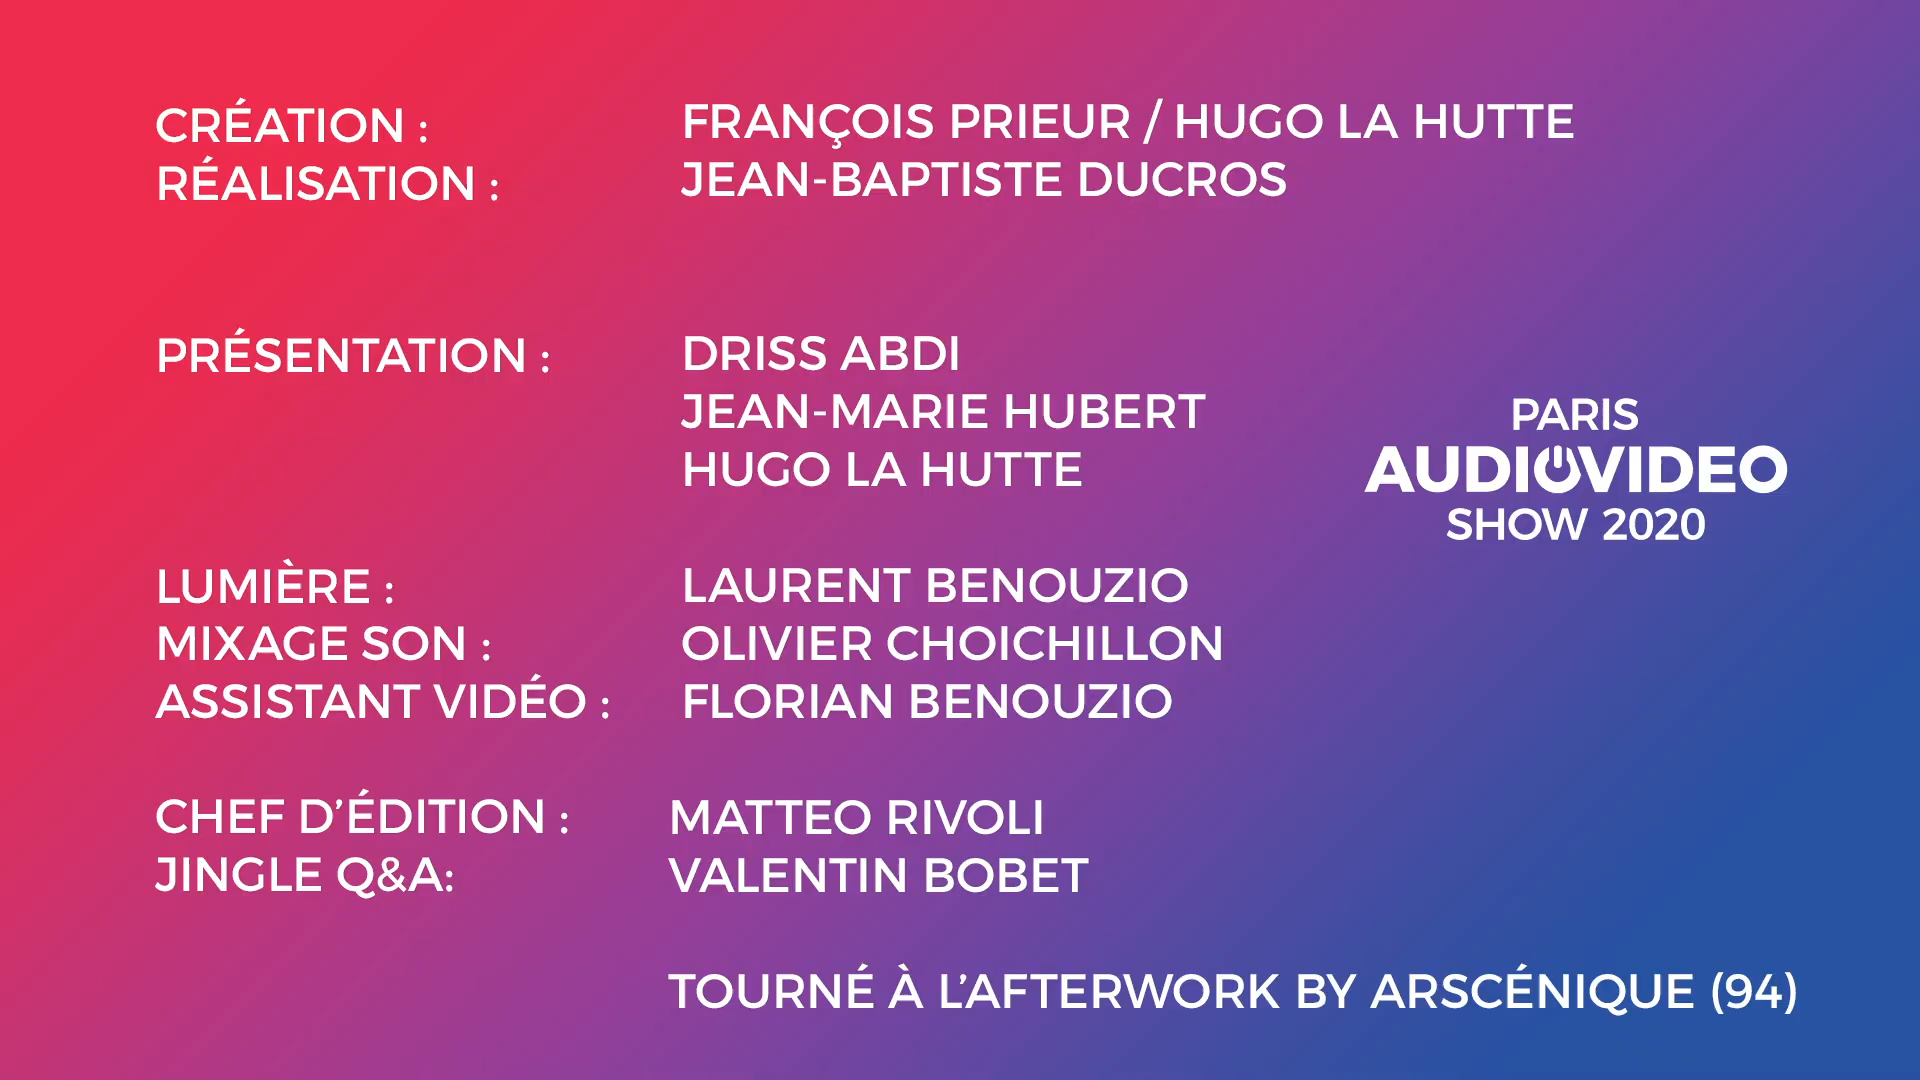 CRÉATION : FRANÇOIS PRIEUR / HUGO LA HUTTE
RÉALISATION : JEAN-BAPTISTE DUCROS
PRÉSENTATION : DRISS ABDI
JEAN-MARIE HUBERT
HUGO LA HUTTE
PARIS
AUDIOVIDEO
SHOW 2020
LUMIÈRE : LAURENT BENOUZIO
MIXAGE SON : OLIVIER CHOICHILLON
ASSISTANT VIDÉO : FLORIAN BENOUZIO
CHEF D’ÉDITION : MATTEO RIVOLI
JINGLE Q&A: VALENTIN BOBET
TOURNÉ À L’AFTERWORK BY ARSCÉNIQUE (94)